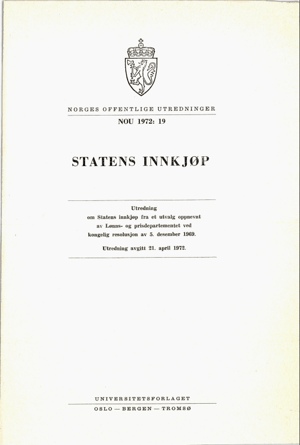 NORGES OFFENTLIGE UTREDNINGER
NOU 1972: 19
STATENS INNKJØP
Utredning
om Statens innkjøp fra et utvalg oppnevnt
av Lønns- og prisdepartementet ved
kongelig resolusjon av 5. desember 1969.
Utredning avgitt 21. april 1972.
UNIVERSITETSFORLAGET
OSLO — BERGEN — TROMSØ